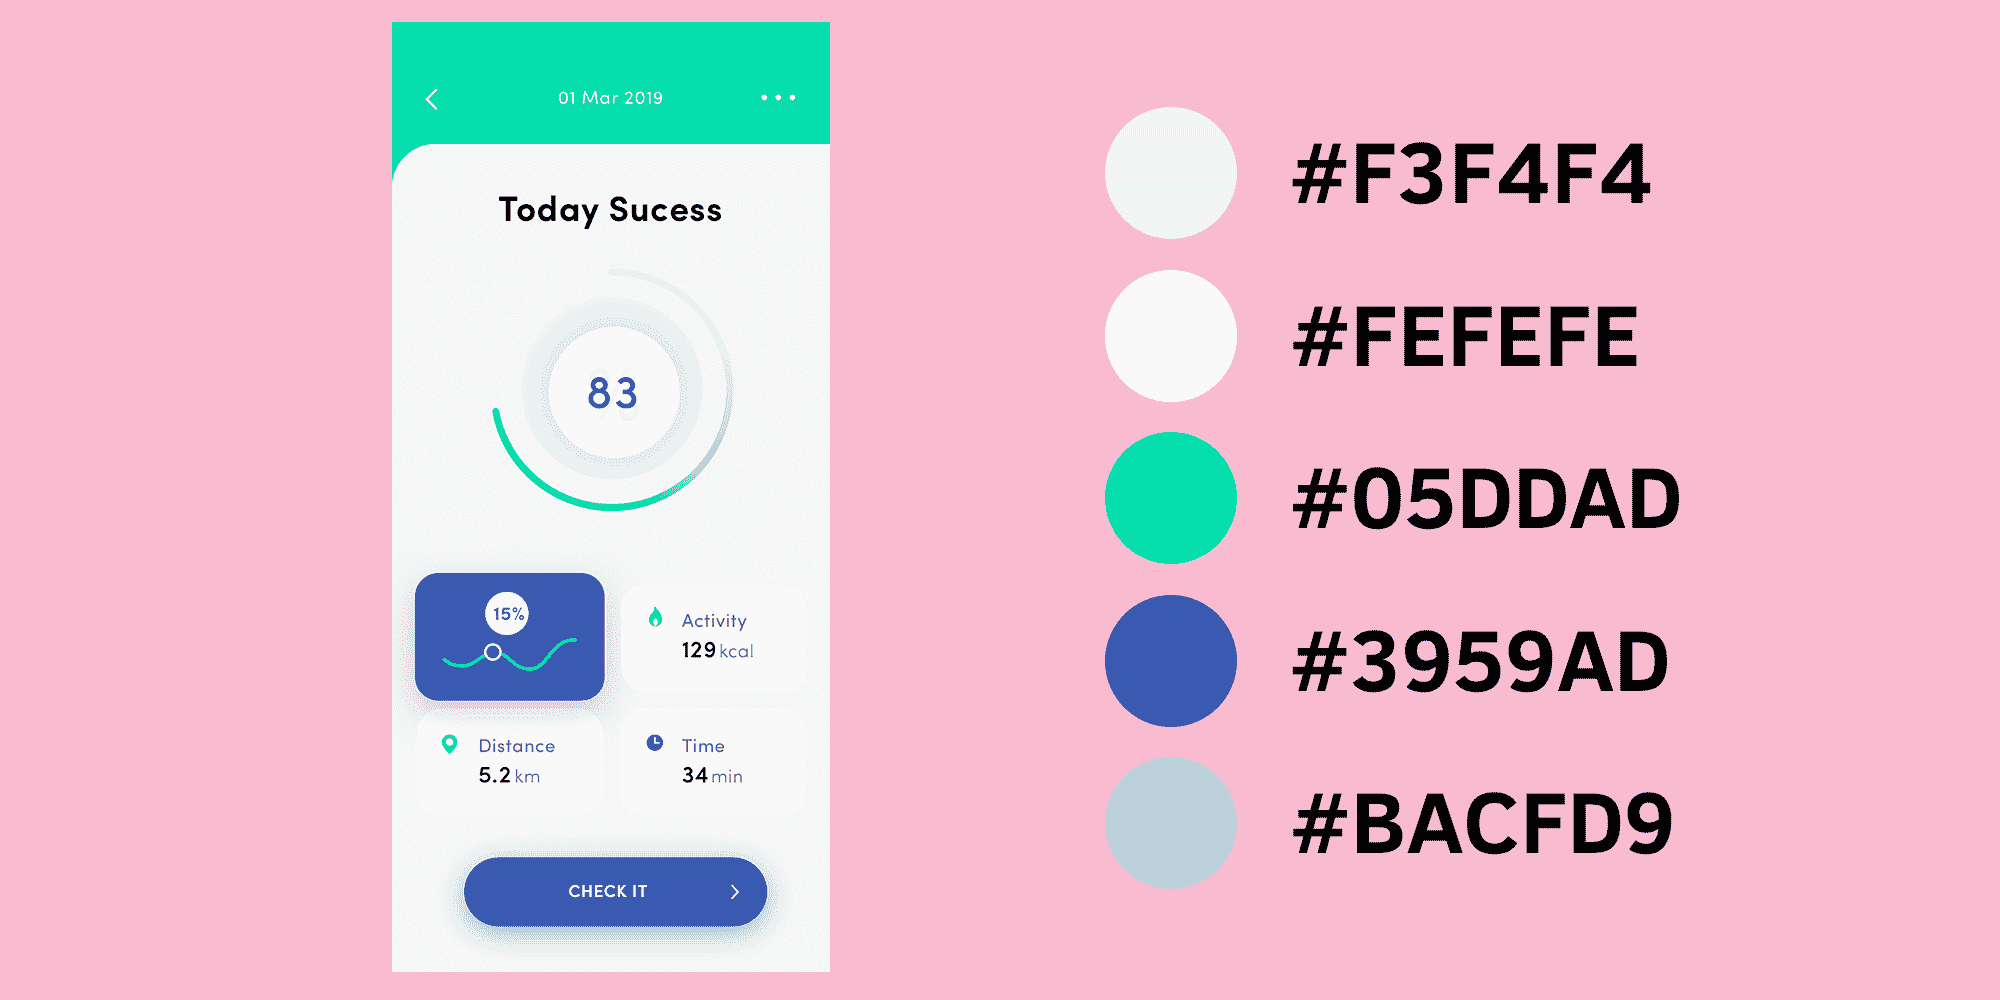 01 Mar 2019
Today Sucess
83
15%
Activity
129 kcal
Distance
5.2 km
Time
34 min
CHECK IT
#F3F4F4
#FEFEFE
#05DDAD
#3959AD
#BACFD9